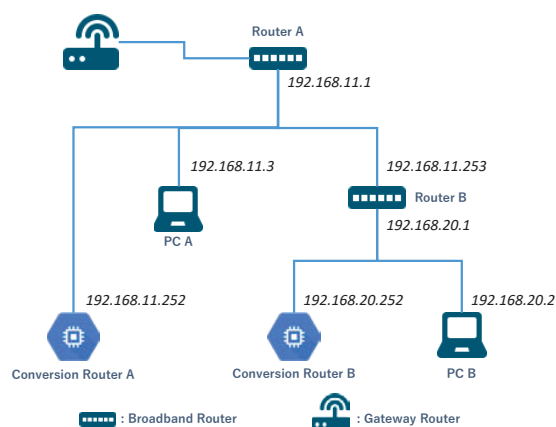 Router A
192.168.11.1
192.168.11.3
192.168.11.253
PC A
Router B
192.168.20.1
192.168.11.252
192.168.20.252
192.168.20.2
Conversion Router A
Conversion Router B
PC B
: Broadband Router
: Gateway Router